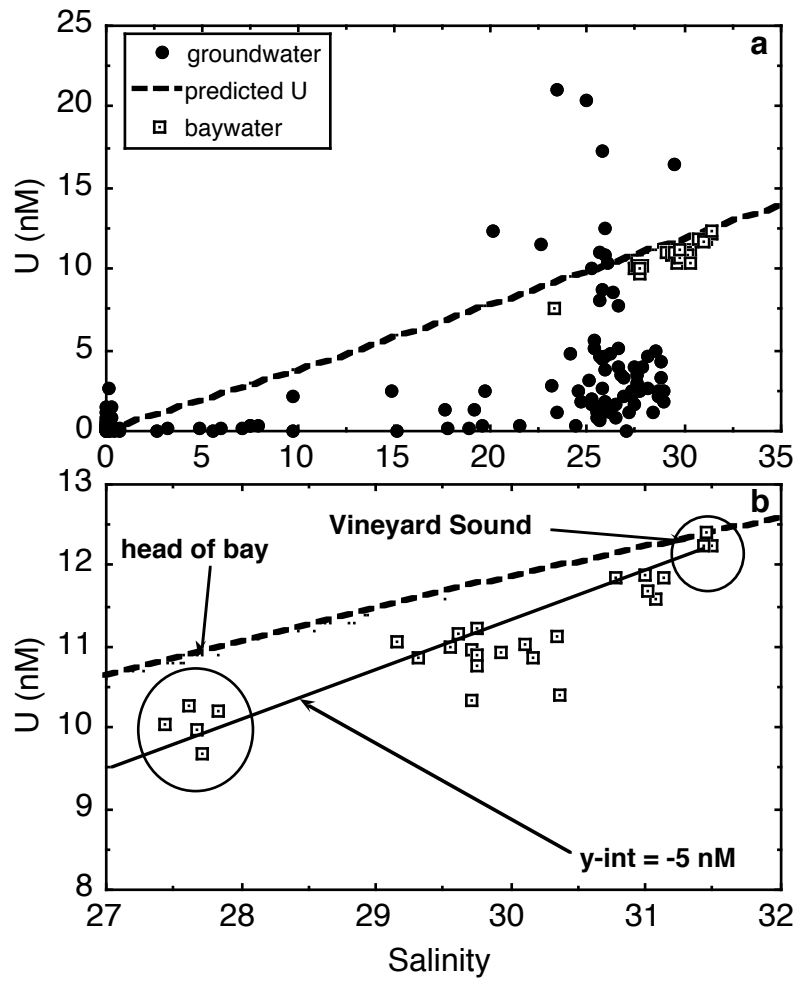 25
20
15
10
5
0
U (nM)
a
groundwater
predicted U
baywater
0 5 10 15 20 25 30 35
13
12
11
10
9
8
U (nM)
b
Vineyard Sound
head of bay
y-int = -5 nM
27 28 29 30 31 32
Salinity